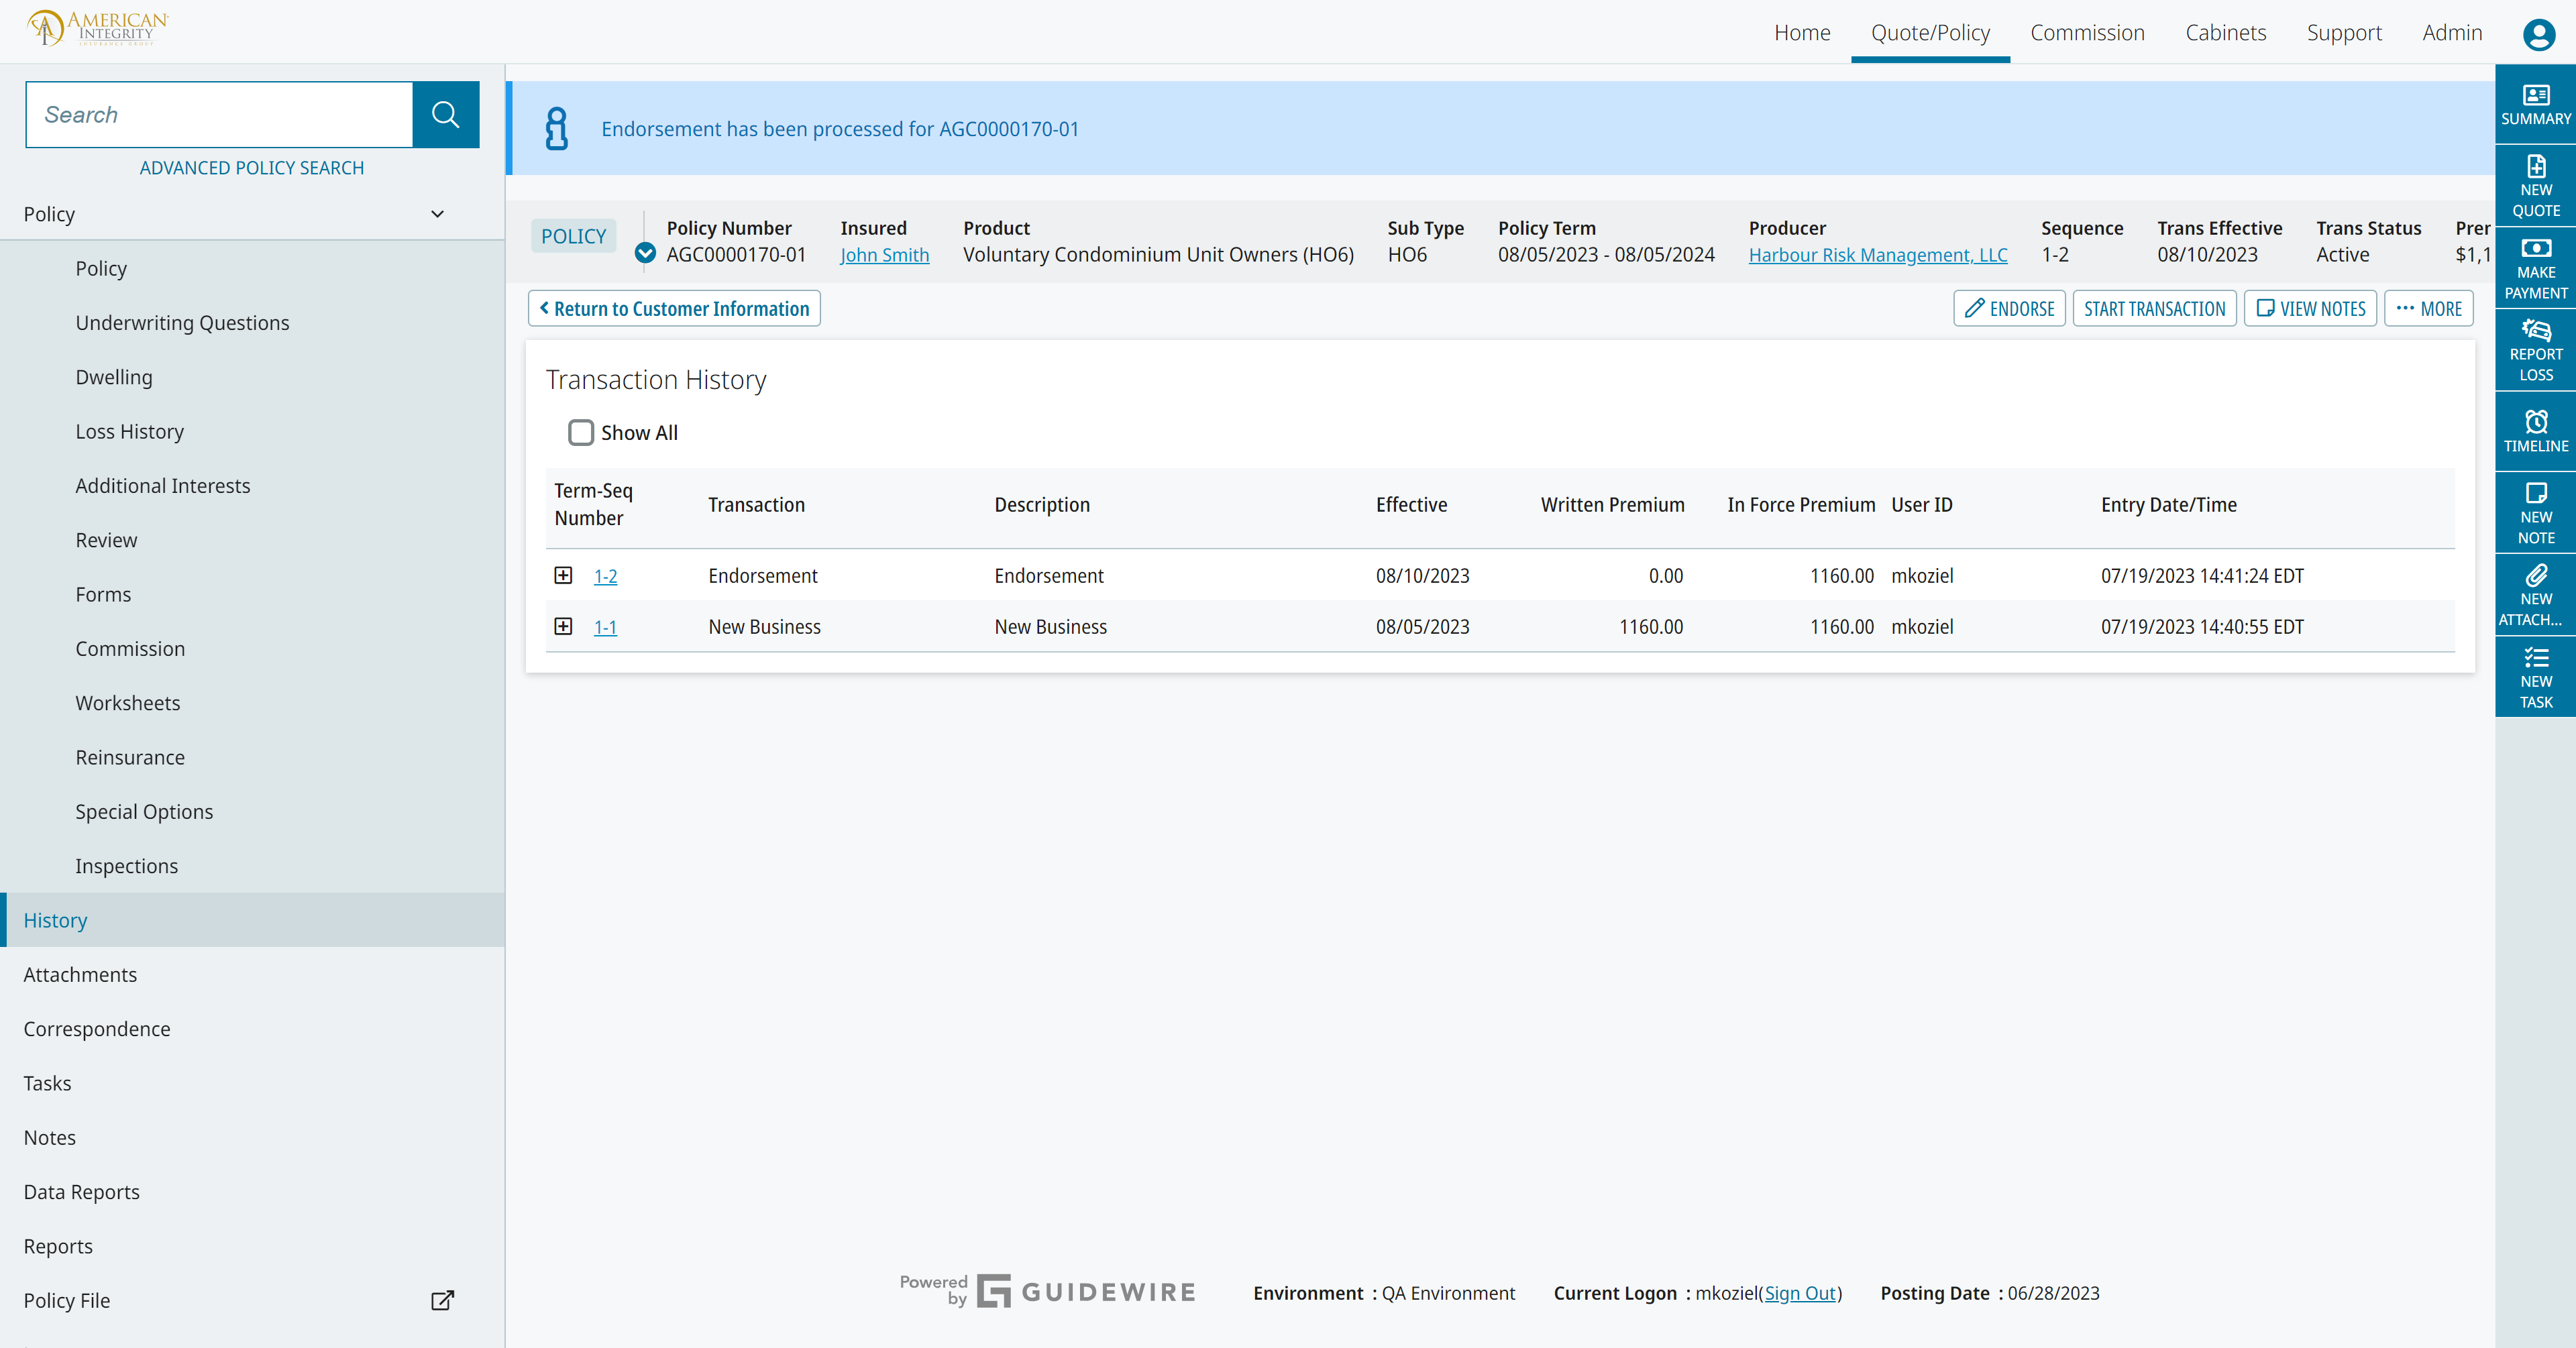 AMERICAN
INTEGRITY
INSURANCE GROUP
Home
Quote/Policy
Commission
Cabinets
Support
Admin
Search
ADVANCED POLICY SEARCH
Policy
Policy
Underwriting Questions
Dwelling
Loss History
Additional Interests
Review
Forms
Commission
Worksheets
Reinsurance
Special Options
Inspections
History
Attachments
Correspondence
Tasks
Notes
Data Reports
Reports
Policy File
Endorsement has been processed for AGC0000170-01
POLICY
Policy Number
AGC0000170-01
Insured
John Smith
Product
Voluntary Condominium Unit Owners (HO6)
Sub Type
HO6
Policy Term
08/05/2023 - 08/05/2024
Producer
Harbour Risk Management, LLC
Sequence
1-2
Trans Effective
08/10/2023
Trans Status
Active
$1,1
Return to Customer Information
ENDORSE
START TRANSACTION
VIEW NOTES
MORE
Transaction History
Show All
Term-Seq Number Transaction Description Effective Written Premium In Force Premium User ID Entry Date/Time
1-2 Endorsement Endorsement 08/10/2023 0.00 1160.00 mkoziel 07/19/2023 14:41:24 EDT
1-1 New Business New Business 08/05/2023 1160.00 1160.00 mkoziel 07/19/2023 14:40:55 EDT
SUMMARY
NEW
QUOTE
MAKE
PAYMENT
REPORT
LOSS
TIMELINE
NEW
NOTE
NEW
ATTACH...
NEW
TASK
Powered
by
GUIDEWIRE
Environment : QA Environment
Current Logon : mkoziel(Sign Out)
Posting Date : 06/28/2023